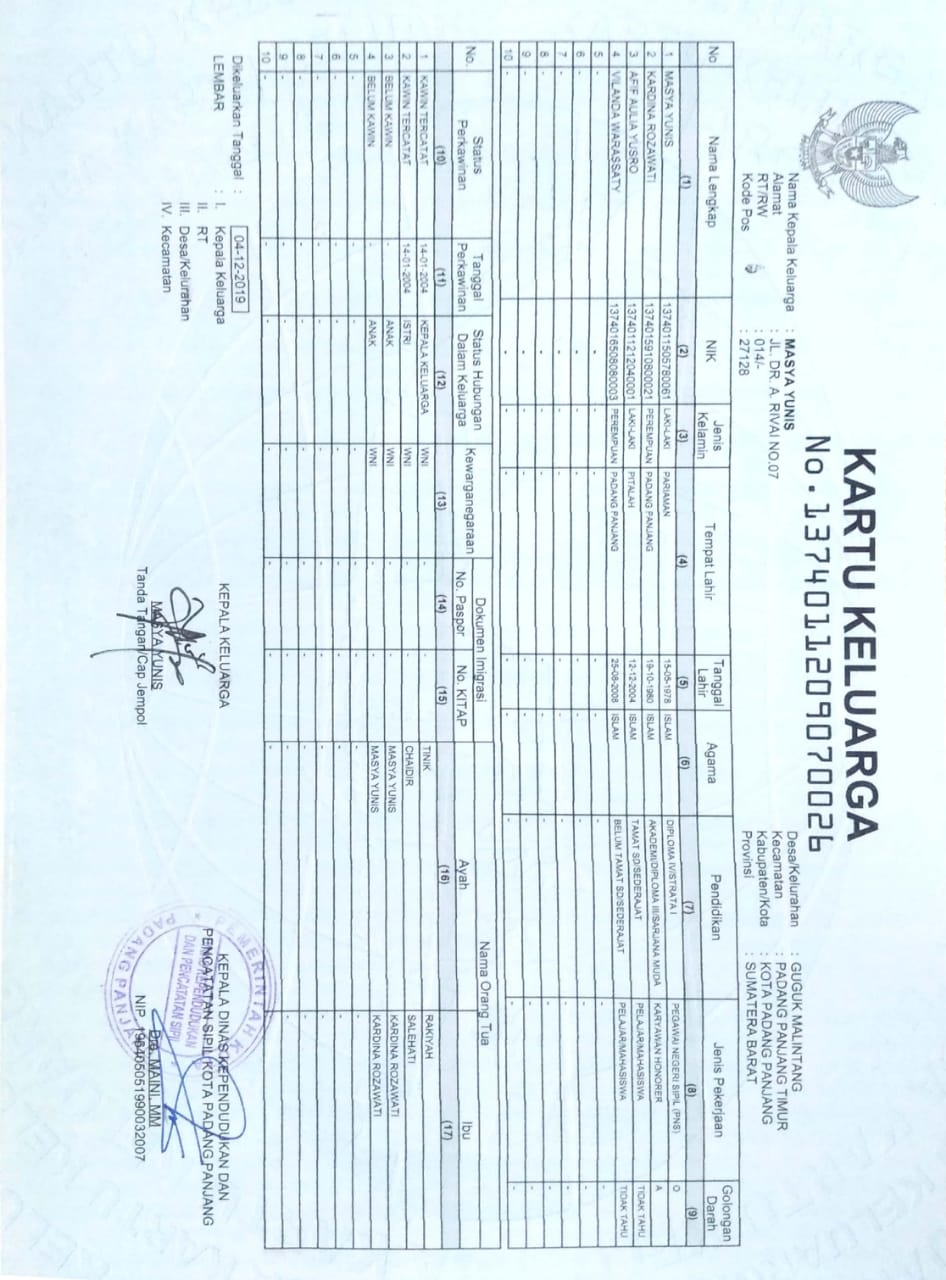 KARTU KELUARGA
No.1374011209070026
Nama Kepala Keluarga : MASYA YUNIS
Alamat : JL. DR. A. RIVAI NO.07
RT/RW : 014/-
Kode Pos : 27128
Desa/Kelurahan : GUGUK MALINTANG
Kecamatan : PADANG PANJANG TIMUR
Kabupaten/Kota : KOTA PADANG PANJANG
Provinsi : SUMATERA BARAT
No Nama Lengkap NIK Jenis Kelamin Tempat Lahir Tanggal Lahir Agama Pendidikan Jenis Pekerjaan Golongan Darah
(1) (2) (3) (4) (5) (6) (7) (8) (9)
1 MASYA YUNIS 1374011505780061 LAKI-LAKI PARIAMAN 15-05-1978 ISLAM DIPLOMA IV/STRATA I PEGAWAI NEGERI SIPIL (PNS) O
2 KARDINA ROZAWATI 1374015910800021 PEREMPUAN PADANG PANJANG 19-10-1980 ISLAM AKADEMI/DIPLOMA III/SARJANA MUDA KARYAWAN HONORER A
3 AFIF AULIA YUSRO 1374011212040001 LAKI-LAKI PITALAH 12-12-2004 ISLAM TAMAT SD/SEDERAJAT PELAJAR/MAHASISWA TIDAK TAHU
4 VILANDA WARASSATY 1374016508080003 PEREMPUAN PADANG PANJANG 25-08-2008 ISLAM BELUM TAMAT SD/SEDERAJAT PELAJAR/MAHASISWA TIDAK TAHU
5 - - - - - - - - -
6 - - - - - - - - -
7 - - - - - - - - -
8 - - - - - - - - -
9 - - - - - - - - -
10 - - - - - - - - -
No. Status Perkawinan Tanggal Perkawinan Status Hubungan Dalam Keluarga Kewarganegaraan Dokumen Imigrasi Nama Orang Tua
No. Paspor No. KITAP Ayah Ibu
(10) (11) (12) (13) (14) (15) (16) (17)
1 KAWIN TERCATAT 14-01-2004 KEPALA KELUARGA WNI - - TINIK RAKIYAH
2 KAWIN TERCATAT 14-01-2004 ISTRI WNI - - CHAIDIR SALEHATI
3 BELUM KAWIN - ANAK WNI - - MASYA YUNIS KARDINA ROZAWATI
4 BELUM KAWIN - ANAK WNI - - MASYA YUNIS KARDINA ROZAWATI
5 - - - - - - - -
6 - - - - - - - -
7 - - - - - - - -
8 - - - - - - - -
9 - - - - - - - -
10 - - - - - - - -
Dikeluarkan Tanggal : 04-12-2019
LEMBAR : I. Kepala Keluarga
II. RT
III. Desa/Kelurahan
IV. Kecamatan
KEPALA KELUARGA
MASYA YUNIS
Tanda Tangan/Cap Jempol
KEPALA DINAS KEPENDUDUKAN DAN
PENCATATAN SIPIL KOTA PADANG PANJANG
PEMERINTAH
DINAS KEPENDUDUKAN
DAN PENCATATAN SIPIL
PADANG PANJANG
Dra. MAINI, MM
NIP. 196405051990032007